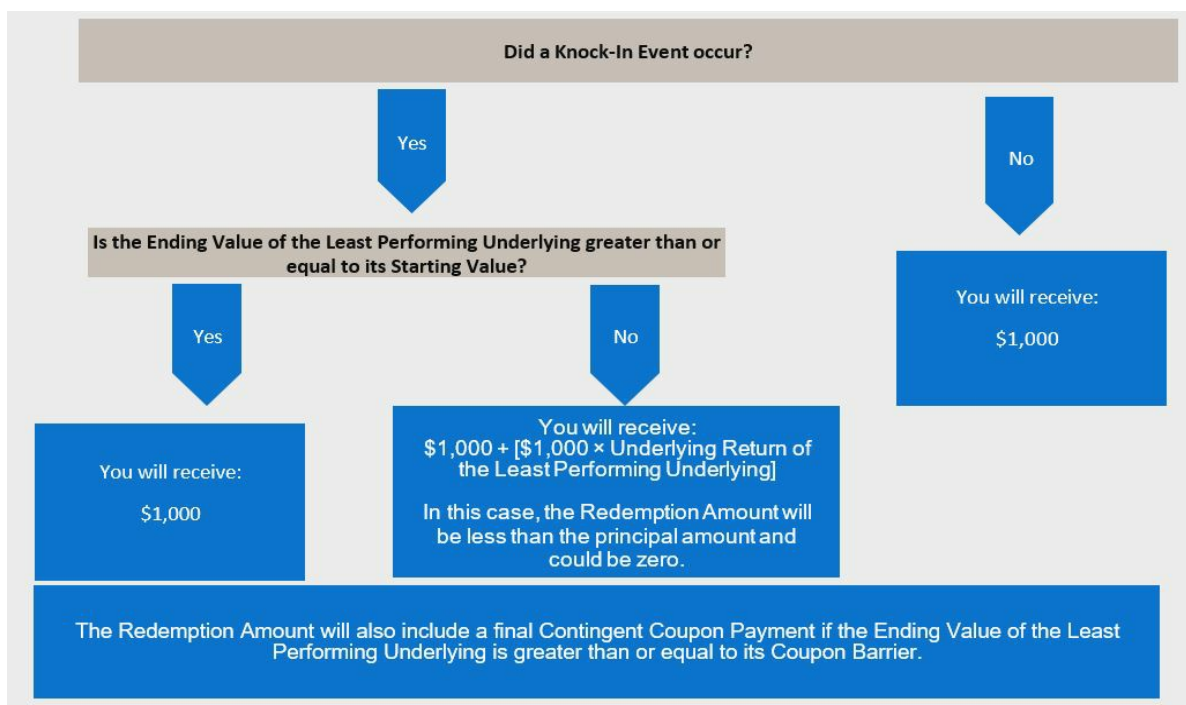 Did a Knock-In Event occur?
Yes
No
Is the Ending Value of the Least Performing Underlying greater than or
equal to its Starting Value?
Yes
No
You will receive:
$1,000
You will receive:
$1,000
You will receive:
$1,000 + [$1,000 × Underlying Return of
the Least Performing Underlying]
In this case, the Redemption Amount will
be less than the principal amount and
could be zero.
The Redemption Amount will also include a final Contingent Coupon Payment if the Ending Value of the Least
Performing Underlying is greater than or equal to its Coupon Barrier.